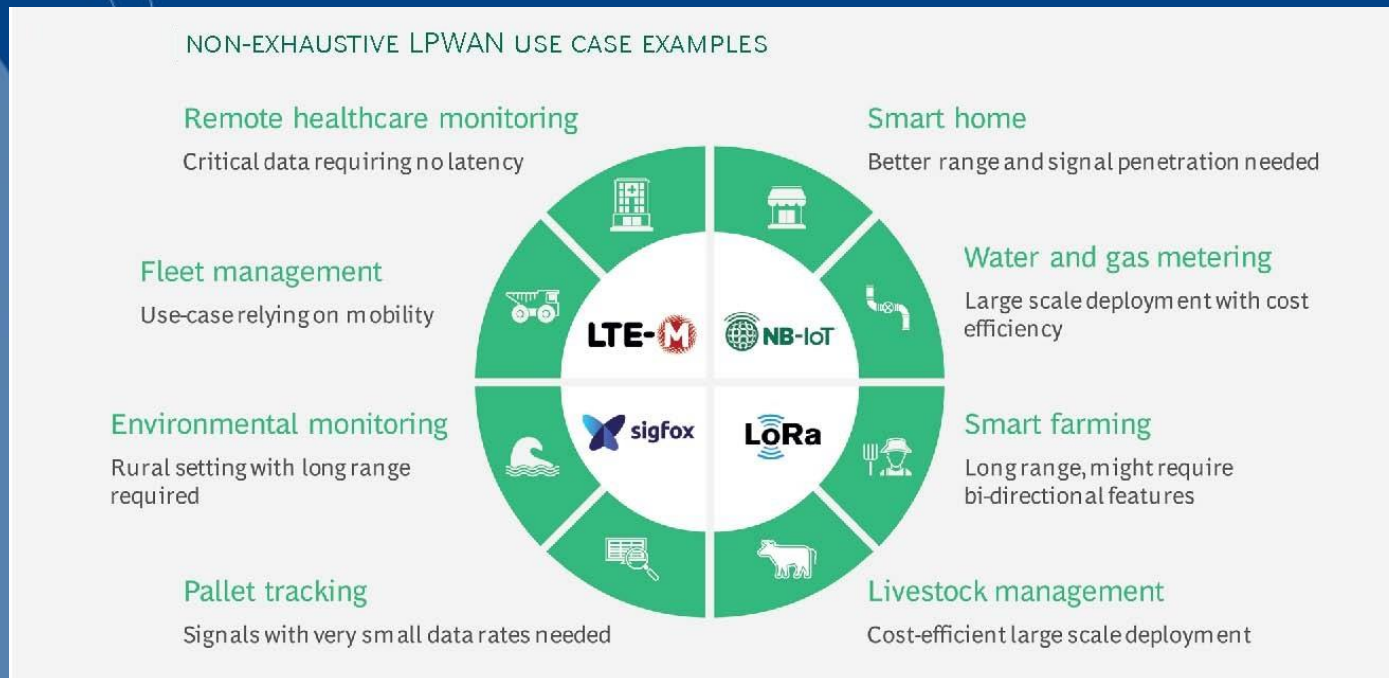 NON-EXHAUSTIVE LPWAN USE CASE EXAMPLES
Remote healthcare monitoring
Critical data requiring no latency
Smart home
Better range and signal penetration needed
Fleet management
Use-case relying on mobility
Water and gas metering
Large scale deployment with cost
efficiency
LTE-M
NB-IoT
sigfox
LoRa
Environmental monitoring
Rural setting with long range
required
Smart farming
Long range, might require
bi-directional features
Pallet tracking
Signals with very small data rates needed
Livestock management
Cost-efficient large scale deployment